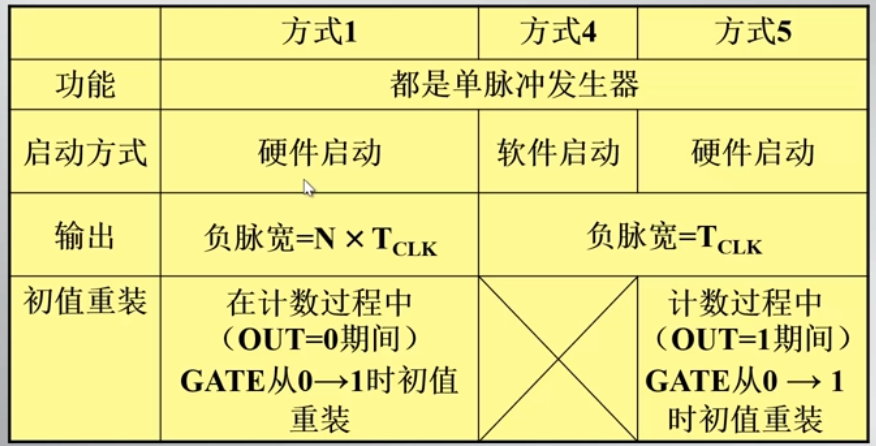 方式1 方式4 方式5
功能 都是单脉冲发生器
启动方式 硬件启动 软件启动 硬件启动
输出 负脉宽=N × TCLK 负脉宽=TCLK
初值重装 在计数过程中 计数过程中
（OUT=0期间） （OUT=1期间）
GATE从0→1时初值 GATE从0 → 1
重装 时初值重装